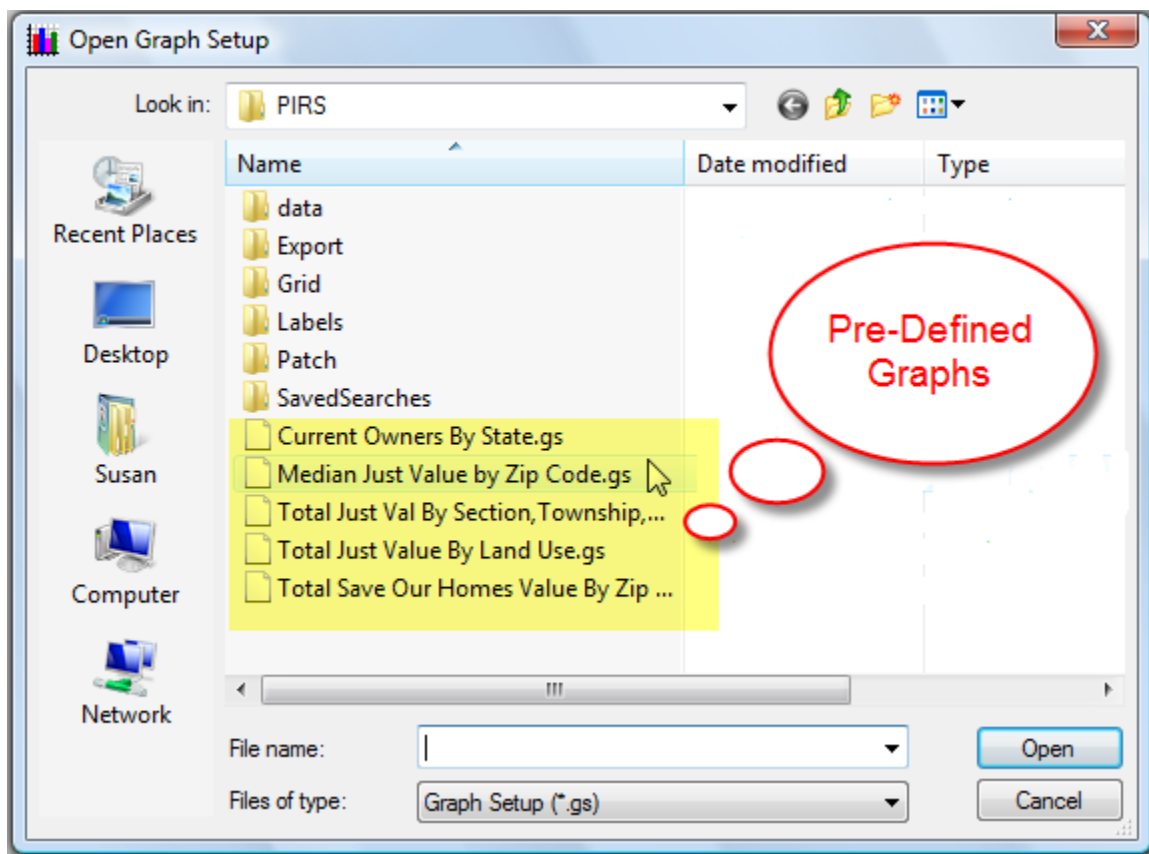 Open Graph Setup
Look in: PIRS
Name Date modified Type
Recent Places
Desktop
Susan
Computer
Network
data
Export
Grid
Labels
Patch
SavedSearches
Current Owners By State.gs
Median Just Value by Zip Code.gs
Total Just Val By Section,Township,...
Total Just Value By Land Use.gs
Total Save Our Homes Value By Zip ...
Pre-Defined
Graphs
File name:
Open
Files of type: Graph Setup (*.gs)
Cancel